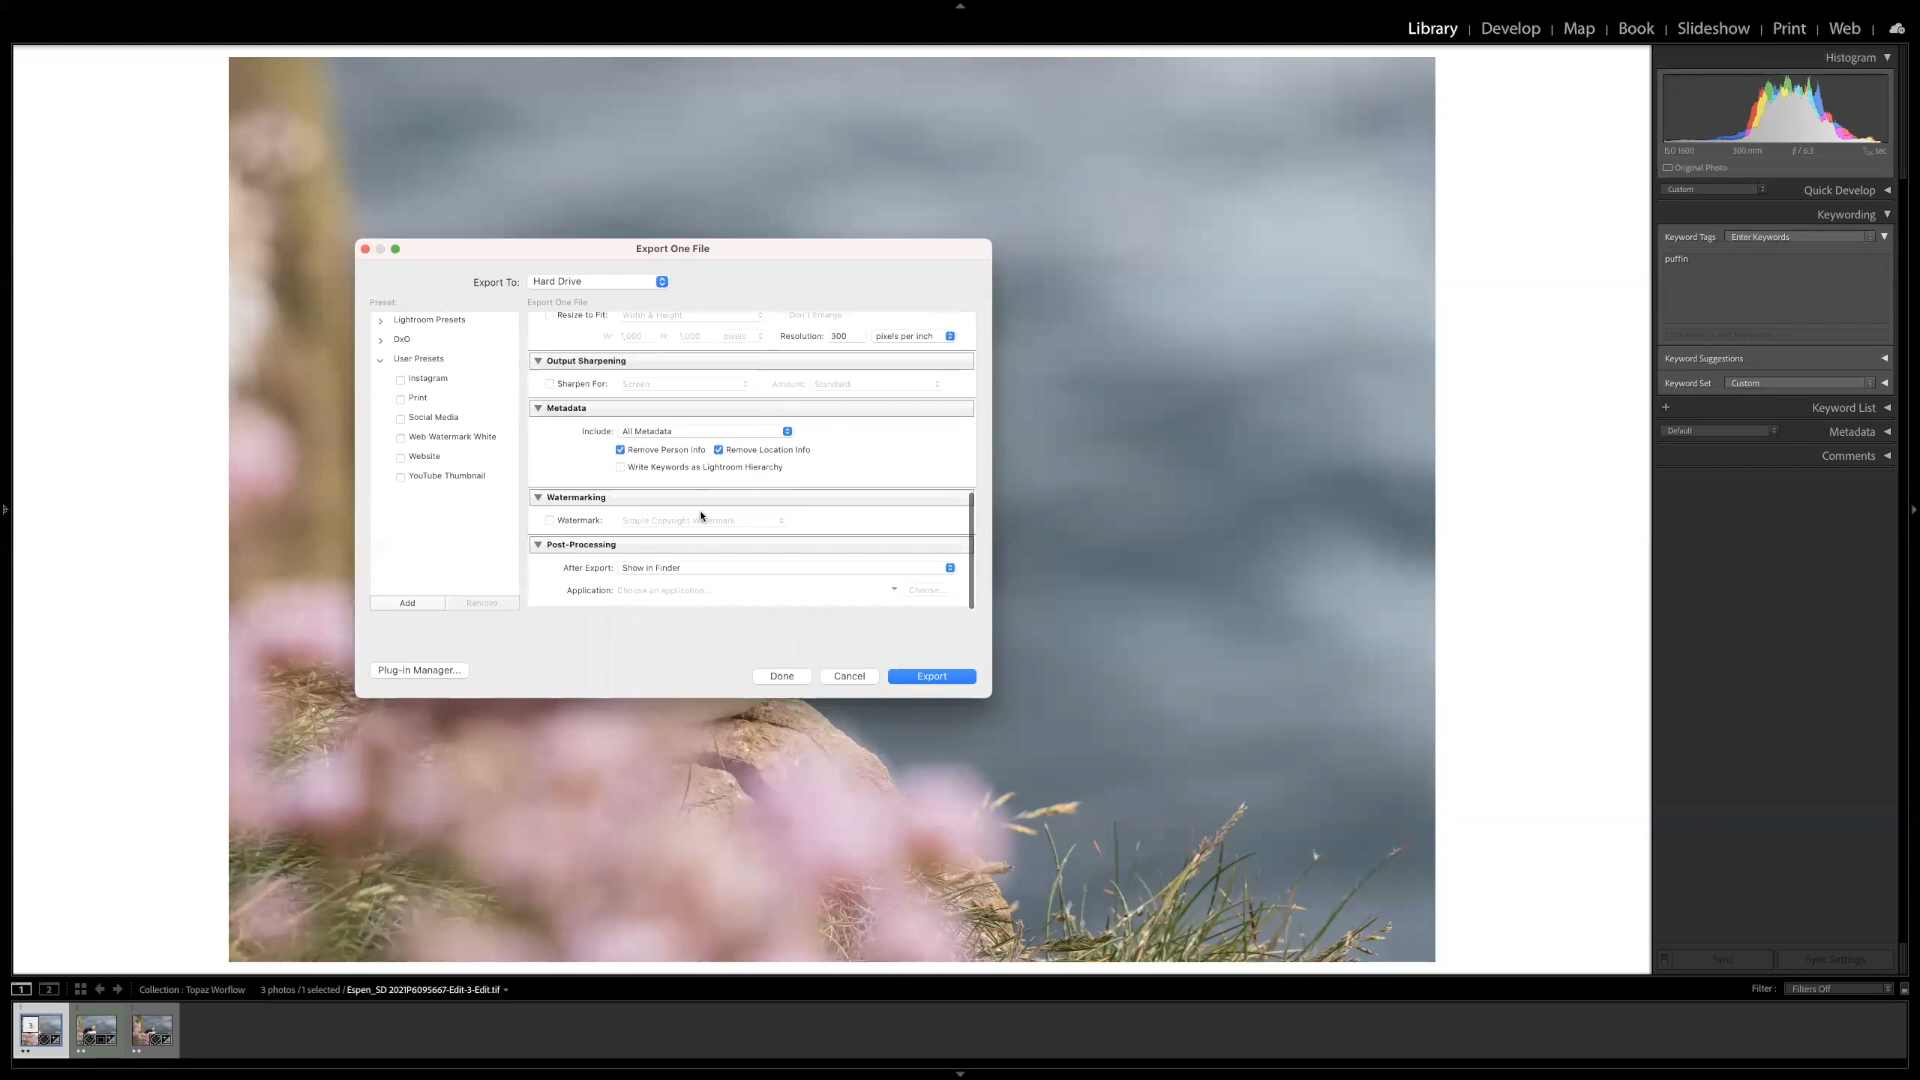 Library | Develop | Map | Book | Slideshow | Print | Web |
Histogram
ISO 1600 300 mm f / 6.3 sec
Original Photo
Custom Quick Develop
Keywording
Keyword Tags Enter Keywords
puffin
Keyword Suggestions
Keyword Set Custom
+ Keyword List
Default Metadata
Comments
Sync Sync Settings
Export One File
Export To: Hard Drive
Preset:
Lightroom Presets
DxO
User Presets
Instagram
Print
Social Media
Web Watermark White
Website
YouTube Thumbnail
Add Remove
Plug-in Manager...
Export One File
Resize to Fit: Width & Height Don't Enlarge
W: 1,000 H: 1,000 pixels Resolution: 300 pixels per inch
Output Sharpening
Sharpen For: Screen Amount: Standard
Metadata
Include: All Metadata
Remove Person Info Remove Location Info
Write Keywords as Lightroom Hierarchy
Watermarking
Watermark: Simple Copyright Watermark
Post-Processing
After Export: Show in Finder
Application: Choose an application... Choose...
Done Cancel Export
1 2 Collection : Topaz Worflow 3 photos / 1 selected / Espen_SD 2021P6095667-Edit-3-Edit.tif Filter : Filters Off
3